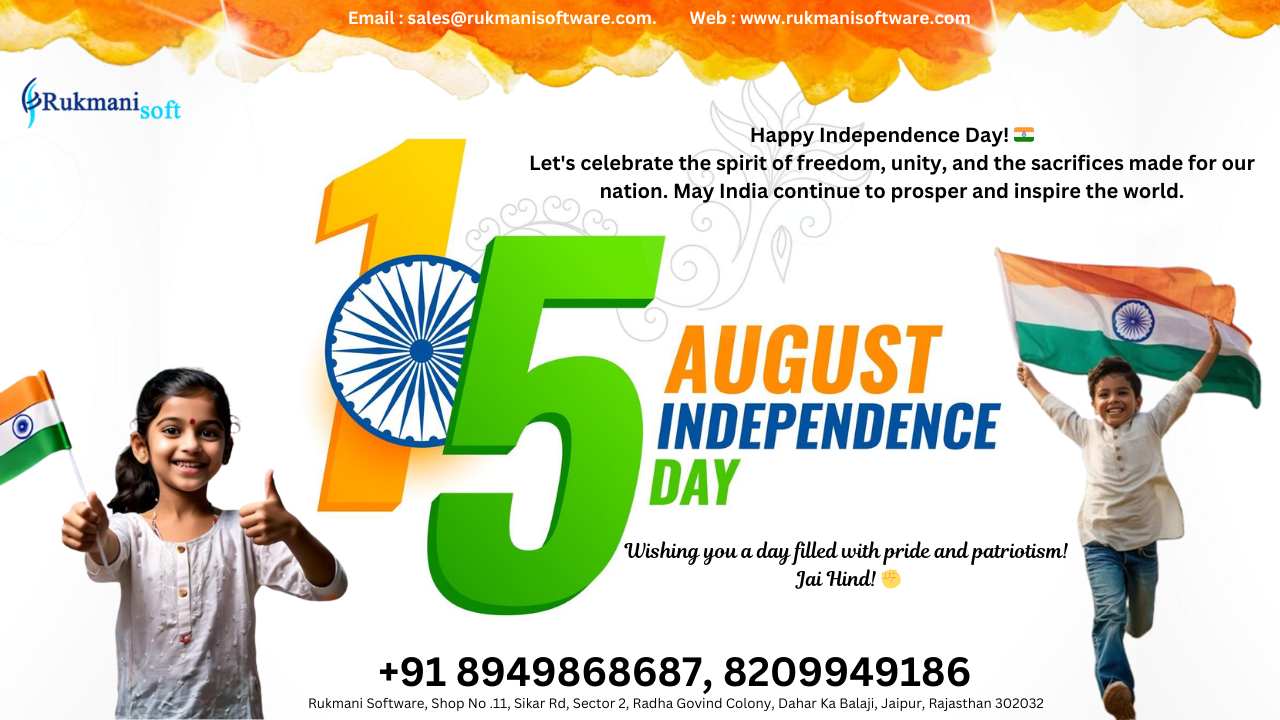 Email : sales@rukmanisoftware.com. Web : www.rukmanisoftware.com
Rukmani soft
Happy Independence Day! 🇮🇳
Let's celebrate the spirit of freedom, unity, and the sacrifices made for our
nation. May India continue to prosper and inspire the world.
15
AUGUST
INDEPENDENCE
DAY
Wishing you a day filled with pride and patriotism!
Jai Hind! ✊
+91 8949868687, 8209949186
Rukmani Software, Shop No .11, Sikar Rd, Sector 2, Radha Govind Colony, Dahar Ka Balaji, Jaipur, Rajasthan 302032